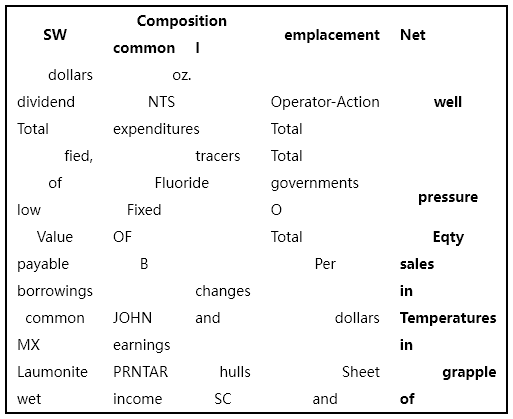 Composition
SW emplacement Net
common I
dollars oz.
dividend NTS Operator-Action well
Total expenditures Total
fied, tracers Total
of Fluoride governments
pressure
low Fixed O
Value OF Total Eqty
payable B Per sales
borrowings changes in
common JOHN and dollars Temperatures
MX earnings in
Laumonite PRNTAR hulls Sheet grapple
wet income SC and of